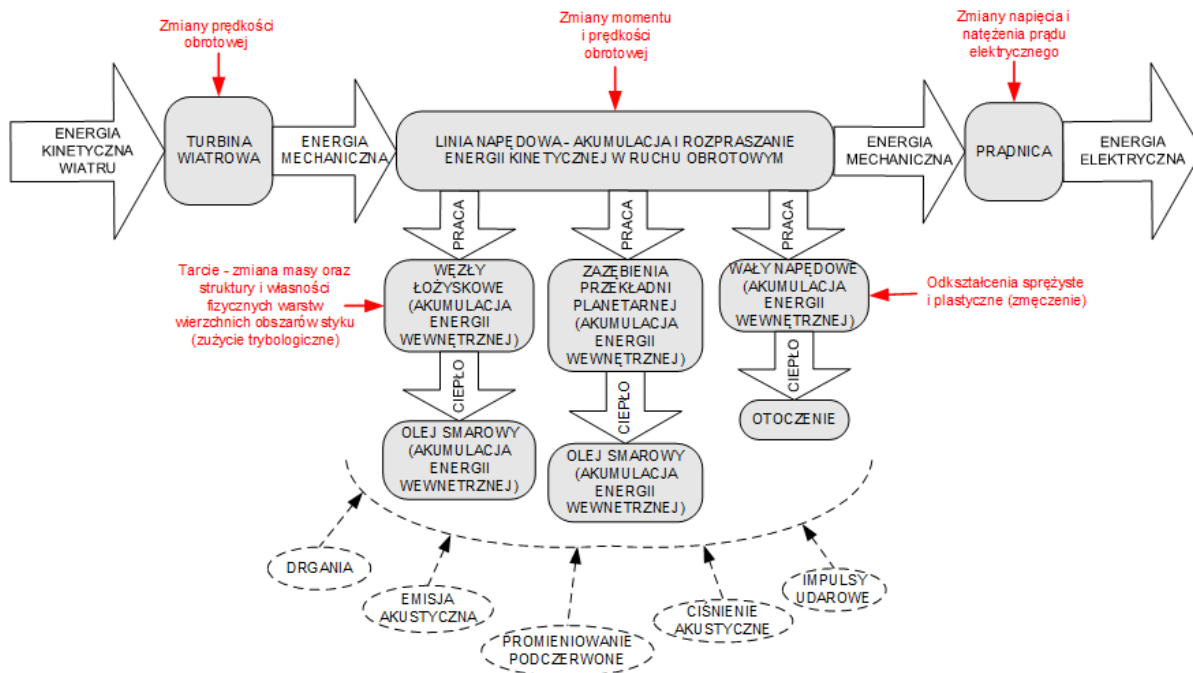 Zmiany prędkości
obrotowej
Zmiany momentu
i prędkości
obrotowej
Zmiany napięcia i
natężenia prądu
elektrycznego
ENERGIA
KINETYCZNA
WIATRU
TURBINA
WIATROWA
ENERGIA
MECHANICZNA
LINIA NAPĘDOWA - AKUMULACJA I ROZPRASZANIE
ENERGII KINETYCZNEJ W RUCHU OBROTOWYM
ENERGIA
MECHANICZNA
PRĄDNICA
ENERGIA
ELEKTRYCZNA
PRACA
PRACA
PRACA
Tarcie - zmiana masy oraz
struktury i własności
fizycznych warstw
wierzchnich obszarów styku
(zużycie trybologiczne)
WĘZŁY
ŁOŻYSKOWE
(AKUMULACJA
ENERGII
WEWNĘTRZNEJ)
ZAZĘBIENIA
PRZEKŁADNI
PLANETARNEJ
(AKUMULACJA
ENERGII
WEWNĘTRZNEJ)
WAŁY NAPĘDOWE
(AKUMULACJA
ENERGII
WEWNĘTRZNEJ)
Odkształcenia sprężyste
i plastyczne (zmęczenie)
CIEPŁO
CIEPŁO
CIEPŁO
OLEJ SMAROWY
(AKUMULACJA
ENERGII
WEWNETRZNEJ)
OLEJ SMAROWY
(AKUMULACJA
ENERGII
WEWNETRZNEJ)
OTOCZENIE
DRGANIA
EMISJA
AKUSTYCZNA
PROMIENIOWANIE
PODCZERWONE
CIŚNIENIE
AKUSTYCZNE
IMPULSY
UDAROWE